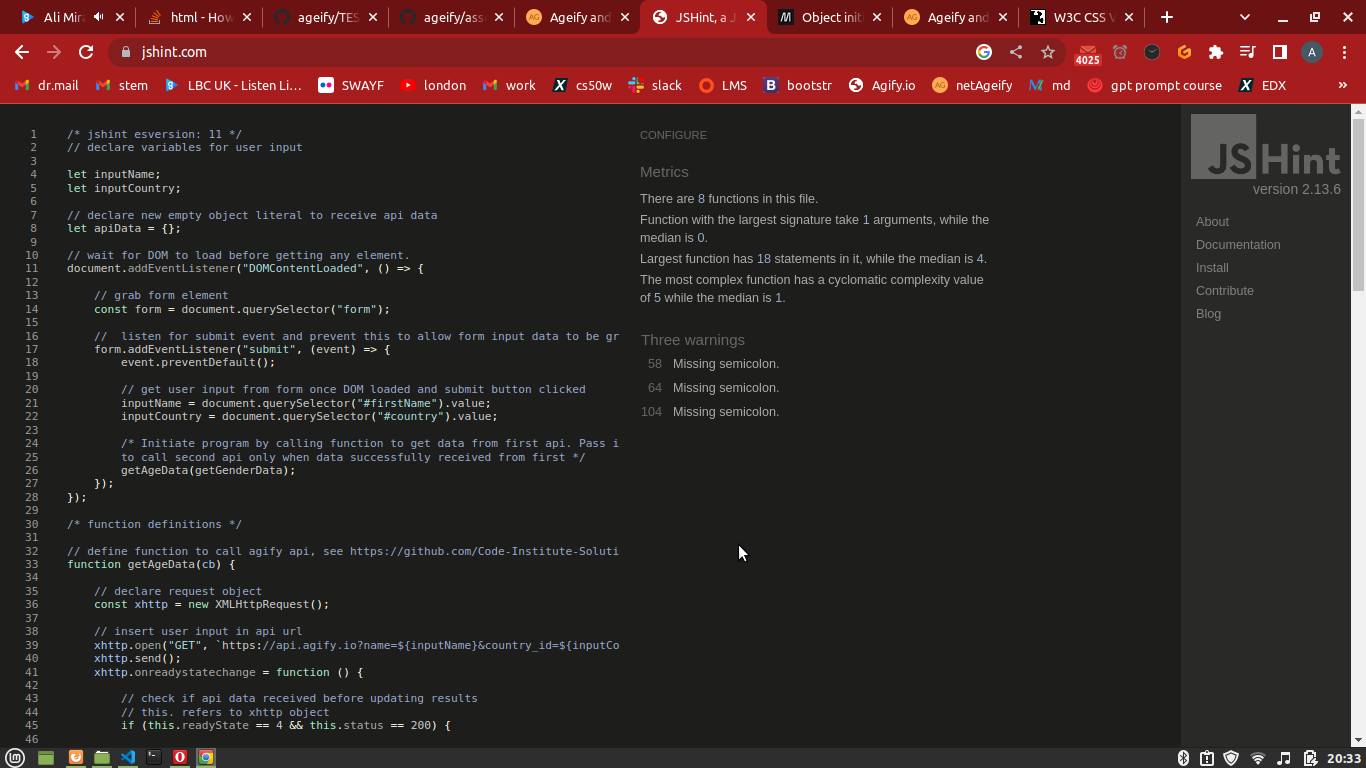 Ali Mira
html - How
ageify/TES
ageify/ass
Ageify and
JSHint, a J
Object initi
Ageify and
W3C CSS V
jshint.com
A
4025
dr.mail
stem
LBC UK - Listen Li...
SWAYF
london
work
cs50w
slack
LMS
bootstr
Agify.io
netAgeify
md
gpt prompt course
EDX
»
1 /* jshint esversion: 11 */
2 // declare variables for user input
3
4 let inputName;
5 let inputCountry;
6
7 // declare new empty object literal to receive api data
8 let apiData = {};
9
10 // wait for DOM to load before getting any element.
11 document.addEventListener("DOMContentLoaded", () => {
12
13 // grab form element
14 const form = document.querySelector("form");
15
16 //  listen for submit event and prevent this to allow form input data to be gr
17 form.addEventListener("submit", (event) => {
18 event.preventDefault();
19
20 // get user input from form once DOM loaded and submit button clicked
21 inputName = document.querySelector("#firstName").value;
22 inputCountry = document.querySelector("#country").value;
23
24 /* Initiate program by calling function to get data from first api. Pass i
25 to call second api only when data successfully received from first */
26 getAgeData(getGenderData);
27 });
28 });
29
30 /* function definitions */
31
32 // define function to call agify api, see https://github.com/Code-Institute-Soluti
33 function getAgeData(cb) {
34
35 // declare request object
36 const xhttp = new XMLHttpRequest();
37
38 // insert user input in api url
39 xhttp.open("GET", `https://api.agify.io?name=${inputName}&country_id=${inputCo
40 xhttp.send();
41 xhttp.onreadystatechange = function () {
42
43 // check if api data received before updating results
44 // this. refers to xhttp object
45 if (this.readyState == 4 && this.status == 200) {
46
CONFIGURE
Metrics
There are 8 functions in this file.
Function with the largest signature take 1 arguments, while the
median is 0.
Largest function has 18 statements in it, while the median is 4.
The most complex function has a cyclomatic complexity value
of 5 while the median is 1.
Three warnings
58 Missing semicolon.
64 Missing semicolon.
104 Missing semicolon.
JSHint
version 2.13.6
About
Documentation
Install
Contribute
Blog
20:33